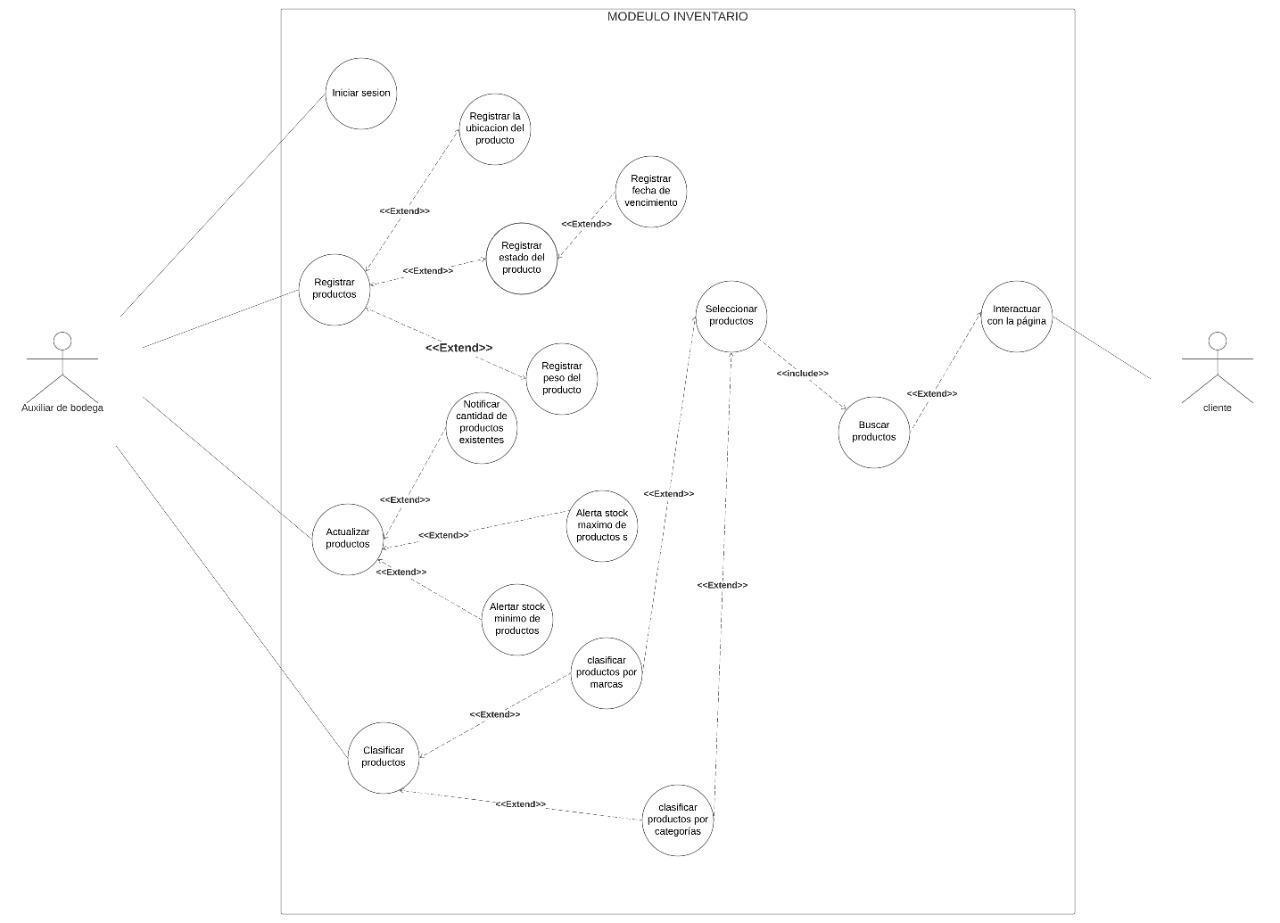 MODEULO INVENTARIO
Iniciar sesion
Registrar la
ubicacion del
producto
Registrar
fecha de
vencimiento
<<Extend>>
<<Extend>>
Registrar
estado del
producto
<<Extend>>
Registrar
productos
Seleccionar
productos
Interactuar
con la página
<<Extend>>
Registrar
peso del
producto
<<include>>
<<Extend>>
Auxiliar de bodega
cliente
Notificar
cantidad de
productos
existentes
Buscar
productos
<<Extend>>
<<Extend>>
Alerta stock
maximo de
productos s
Actualizar
productos
<<Extend>>
<<Extend>>
<<Extend>>
Alertar stock
minimo de
productos
clasificar
productos por
marcas
<<Extend>>
Clasificar
productos
<<Extend>>
clasificar
productos por
categorías